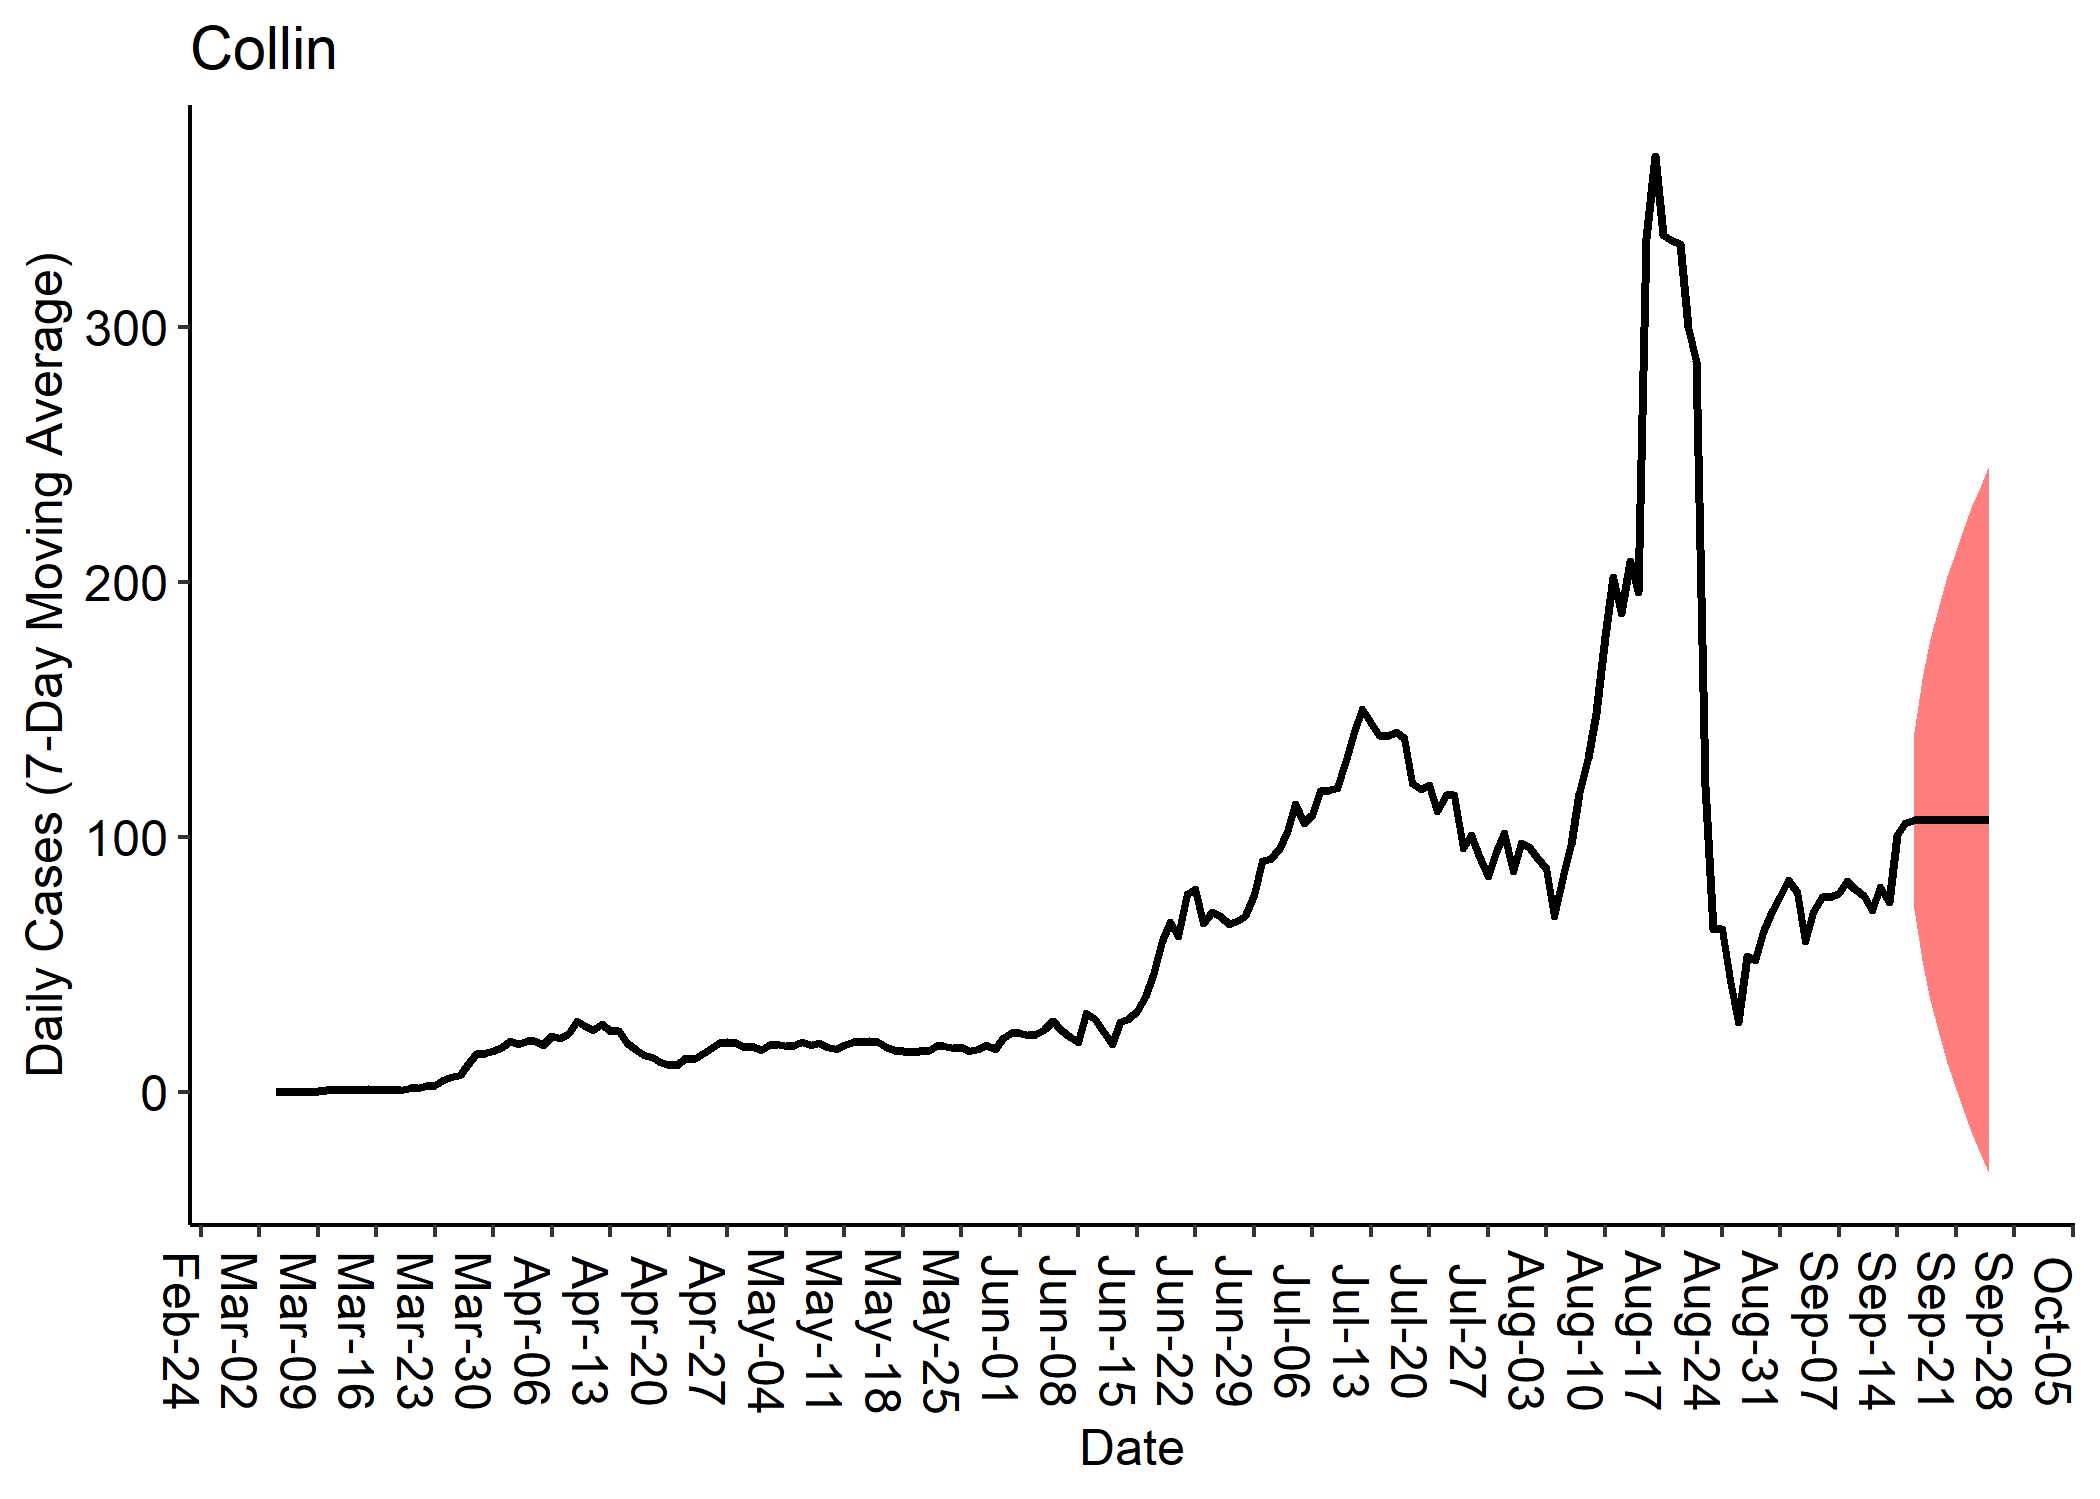 Collin
Daily Cases (7-Day Moving Average)
300
200
100
0
Feb-24
Mar-02
Mar-09
Mar-16
Mar-23
Mar-30
Apr-06
Apr-13
Apr-20
Apr-27
May-04
May-11
May-18
May-25
Jun-01
Jun-08
Jun-15
Jun-22
Jun-29
Jul-06
Jul-13
Jul-20
Jul-27
Aug-03
Aug-10
Aug-17
Aug-24
Aug-31
Sep-07
Sep-14
Sep-21
Sep-28
Oct-05
Date